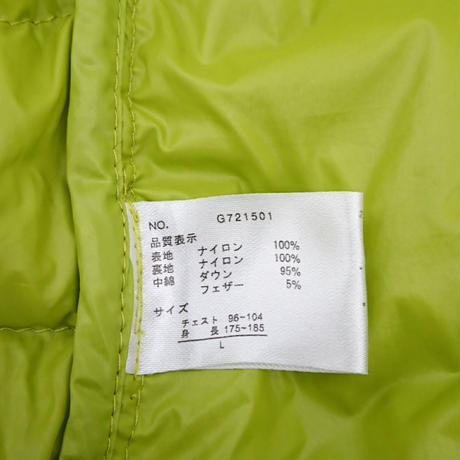 NO. G721501
品質表示
表地 ナイロン 100%
裏地 ナイロン 100%
中綿 ダウン 95%
フェザー 5%
サイズ
チェスト 96-104
身 長 175-185
L